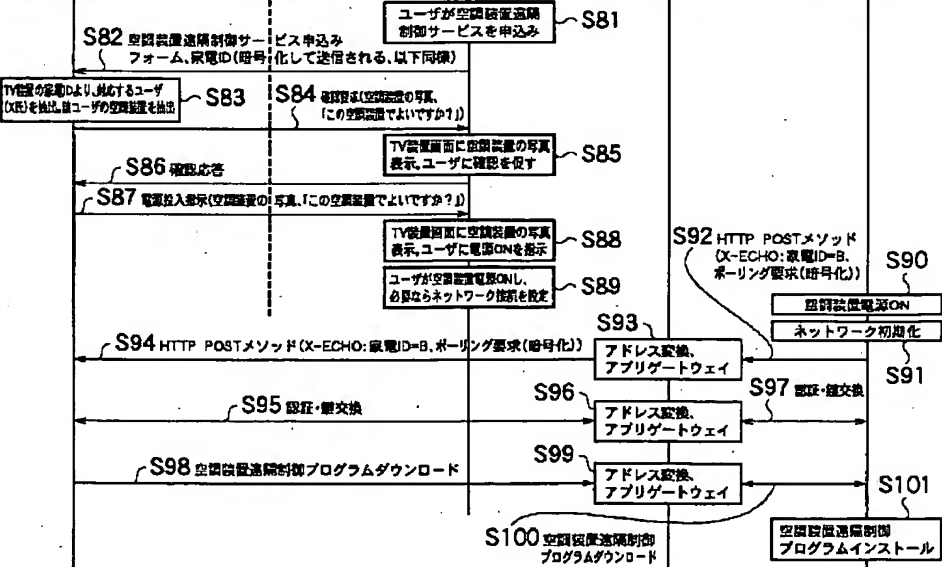 ユーザが空調装置遠隔
制御サービスを申込み
S81
S82 空調装置遠隔制御サービス申込み
フォーム、家電ID(暗号化して送信される、以下同様)
TV装置の家電IDより、対応するユーザ
(X氏)を抽出。該ユーザの空調装置を抽出
S83
S84 確認要求(空調装置の写真、
「この空調装置でよいですか?」)
TV装置画面に空調装置の写真
表示、ユーザに確認を促す
S85
S86 確認応答
S87 電源投入指示(空調装置の写真、「この空調装置でよいですか?」)
TV装置画面に空調装置の写真
表示、ユーザに電源ONを指示
S88
ユーザが空調装置電源ONし、
必要ならネットワーク接続を設定
S89
S92 HTTP POSTメソッド
(X-ECHO:家電ID=B、
ポーリング要求(暗号化))
S90
空調装置電源ON
ネットワーク初期化
S91
S93
アドレス変換、
アプリゲートウェイ
S94 HTTP POSTメソッド(X-ECHO:家電ID=B、ポーリング要求(暗号化))
S95 認証・鍵交換
S96
アドレス変換、
アプリゲートウェイ
S97 認証・鍵交換
S98 空調装置遠隔制御プログラムダウンロード
S99
アドレス変換、
アプリゲートウェイ
S100 空調装置遠隔制御
プログラムダウンロード
S101
空調装置遠隔制御
プログラムインストール